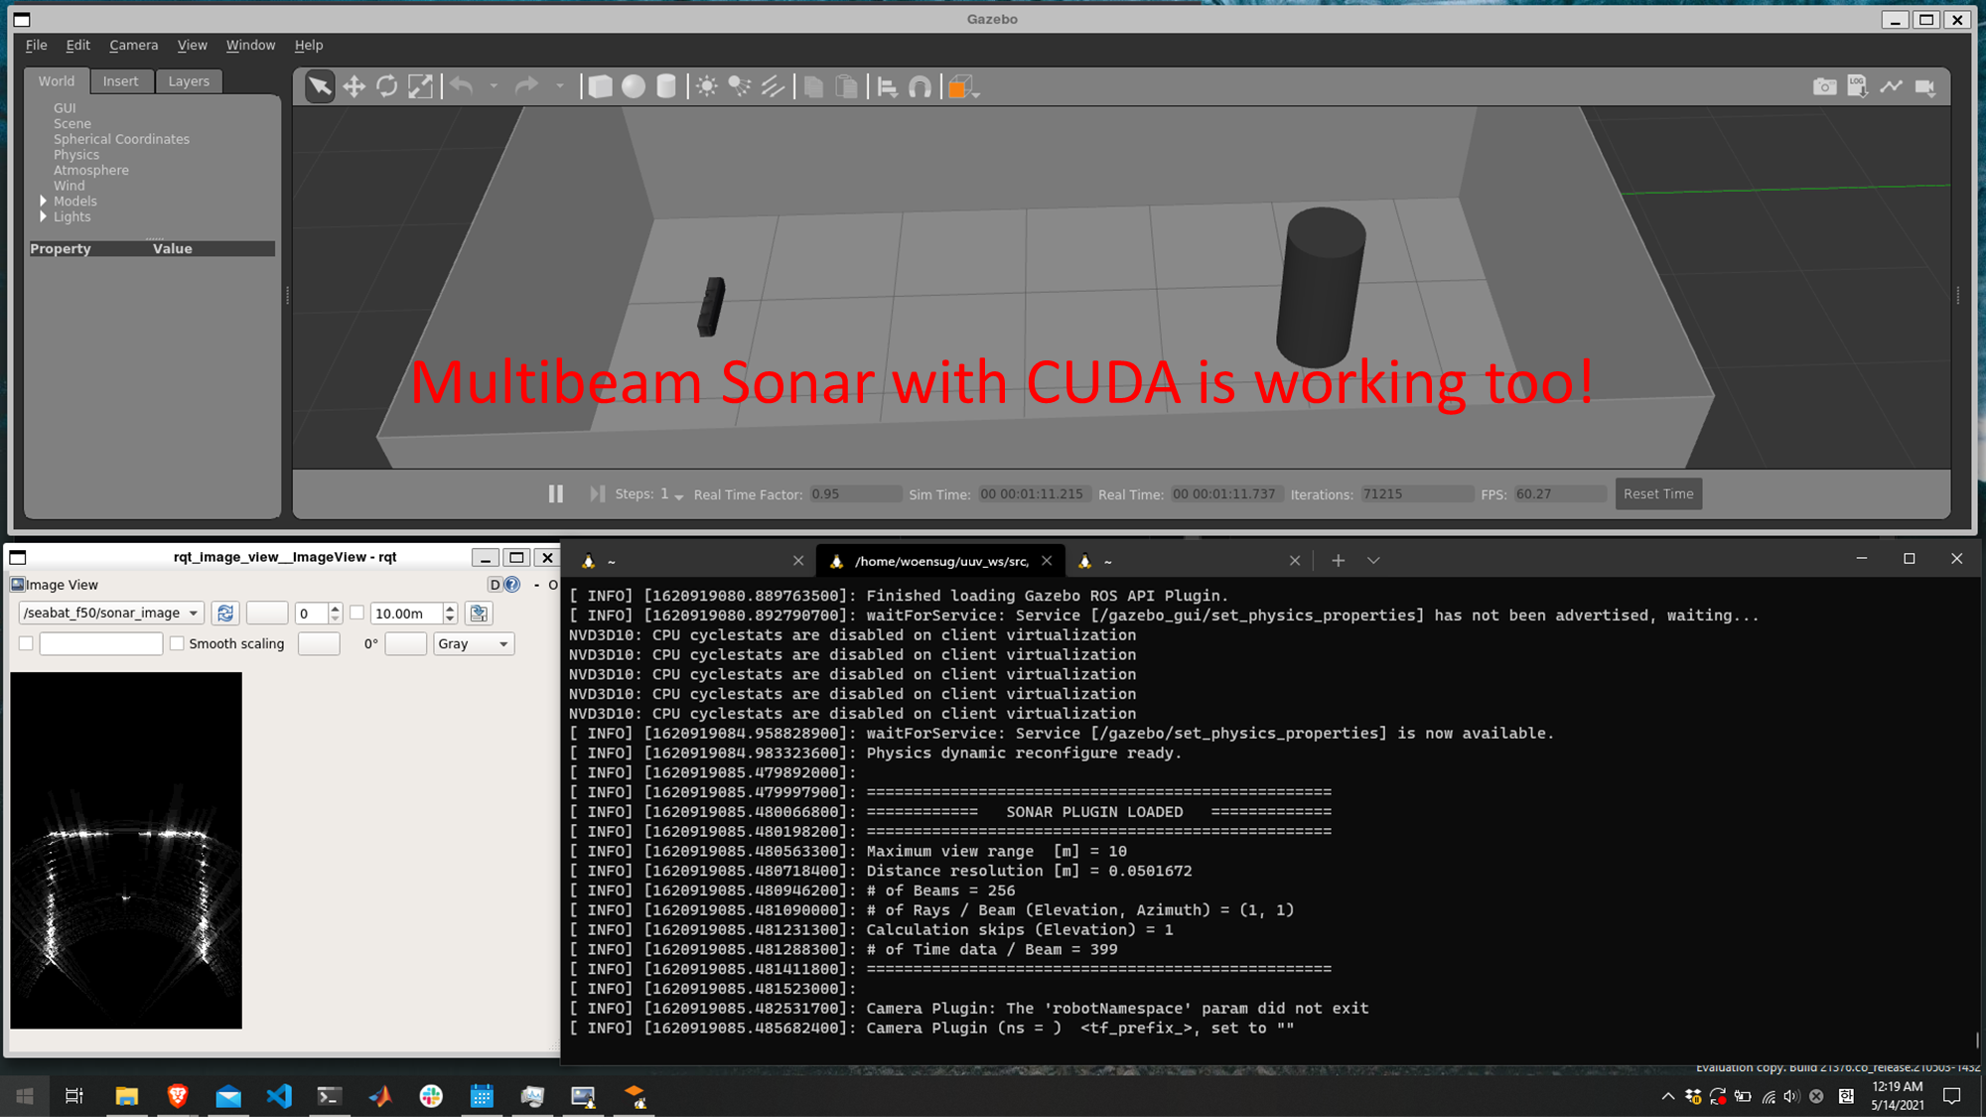 Gazebo
File Edit Camera View Window Help
World Insert Layers
GUI
Scene
Spherical Coordinates
Physics
Atmosphere
Wind
Models
Lights
Property Value
LOG
Multibeam Sonar with CUDA is working too!
Steps: 1 Real Time Factor: 0.95 Sim Time: 00 00:01:11.215 Real Time: 00 00:01:11.737 Iterations: 71215 FPS: 60.27 Reset Time
rqt_image_view__ImageView - rqt
Image View D ? - O
/seabat_f50/sonar_image 0 10.00m
Smooth scaling 0° Gray
~ /home/woensug/uuv_ws/src, ~
[ INFO] [1620919080.889763500]: Finished loading Gazebo ROS API Plugin.
[ INFO] [1620919080.892790700]: waitForService: Service [/gazebo_gui/set_physics_properties] has not been advertised, waiting...
NVD3D10: CPU cyclestats are disabled on client virtualization
NVD3D10: CPU cyclestats are disabled on client virtualization
NVD3D10: CPU cyclestats are disabled on client virtualization
NVD3D10: CPU cyclestats are disabled on client virtualization
NVD3D10: CPU cyclestats are disabled on client virtualization
[ INFO] [1620919084.958828900]: waitForService: Service [/gazebo/set_physics_properties] is now available.
[ INFO] [1620919084.983323600]: Physics dynamic reconfigure ready.
[ INFO] [1620919085.479892000]:
[ INFO] [1620919085.479997900]: ==================================================
[ INFO] [1620919085.480066800]: ============   SONAR PLUGIN LOADED   =============
[ INFO] [1620919085.480198200]: ==================================================
[ INFO] [1620919085.480563300]: Maximum view range  [m] = 10
[ INFO] [1620919085.480718400]: Distance resolution [m] = 0.0501672
[ INFO] [1620919085.480946200]: # of Beams = 256
[ INFO] [1620919085.481090000]: # of Rays / Beam (Elevation, Azimuth) = (1, 1)
[ INFO] [1620919085.481231300]: Calculation skips (Elevation) = 1
[ INFO] [1620919085.481288300]: # of Time data / Beam = 399
[ INFO] [1620919085.481411800]: ==================================================
[ INFO] [1620919085.481523000]:
[ INFO] [1620919085.482531700]: Camera Plugin: The 'robotNamespace' param did not exit
[ INFO] [1620919085.485682400]: Camera Plugin (ns = )  <tf_prefix_>, set to ""
Evaluation copy. Build 21376.co_release.210503-1432
12:19 AM
5/14/2021